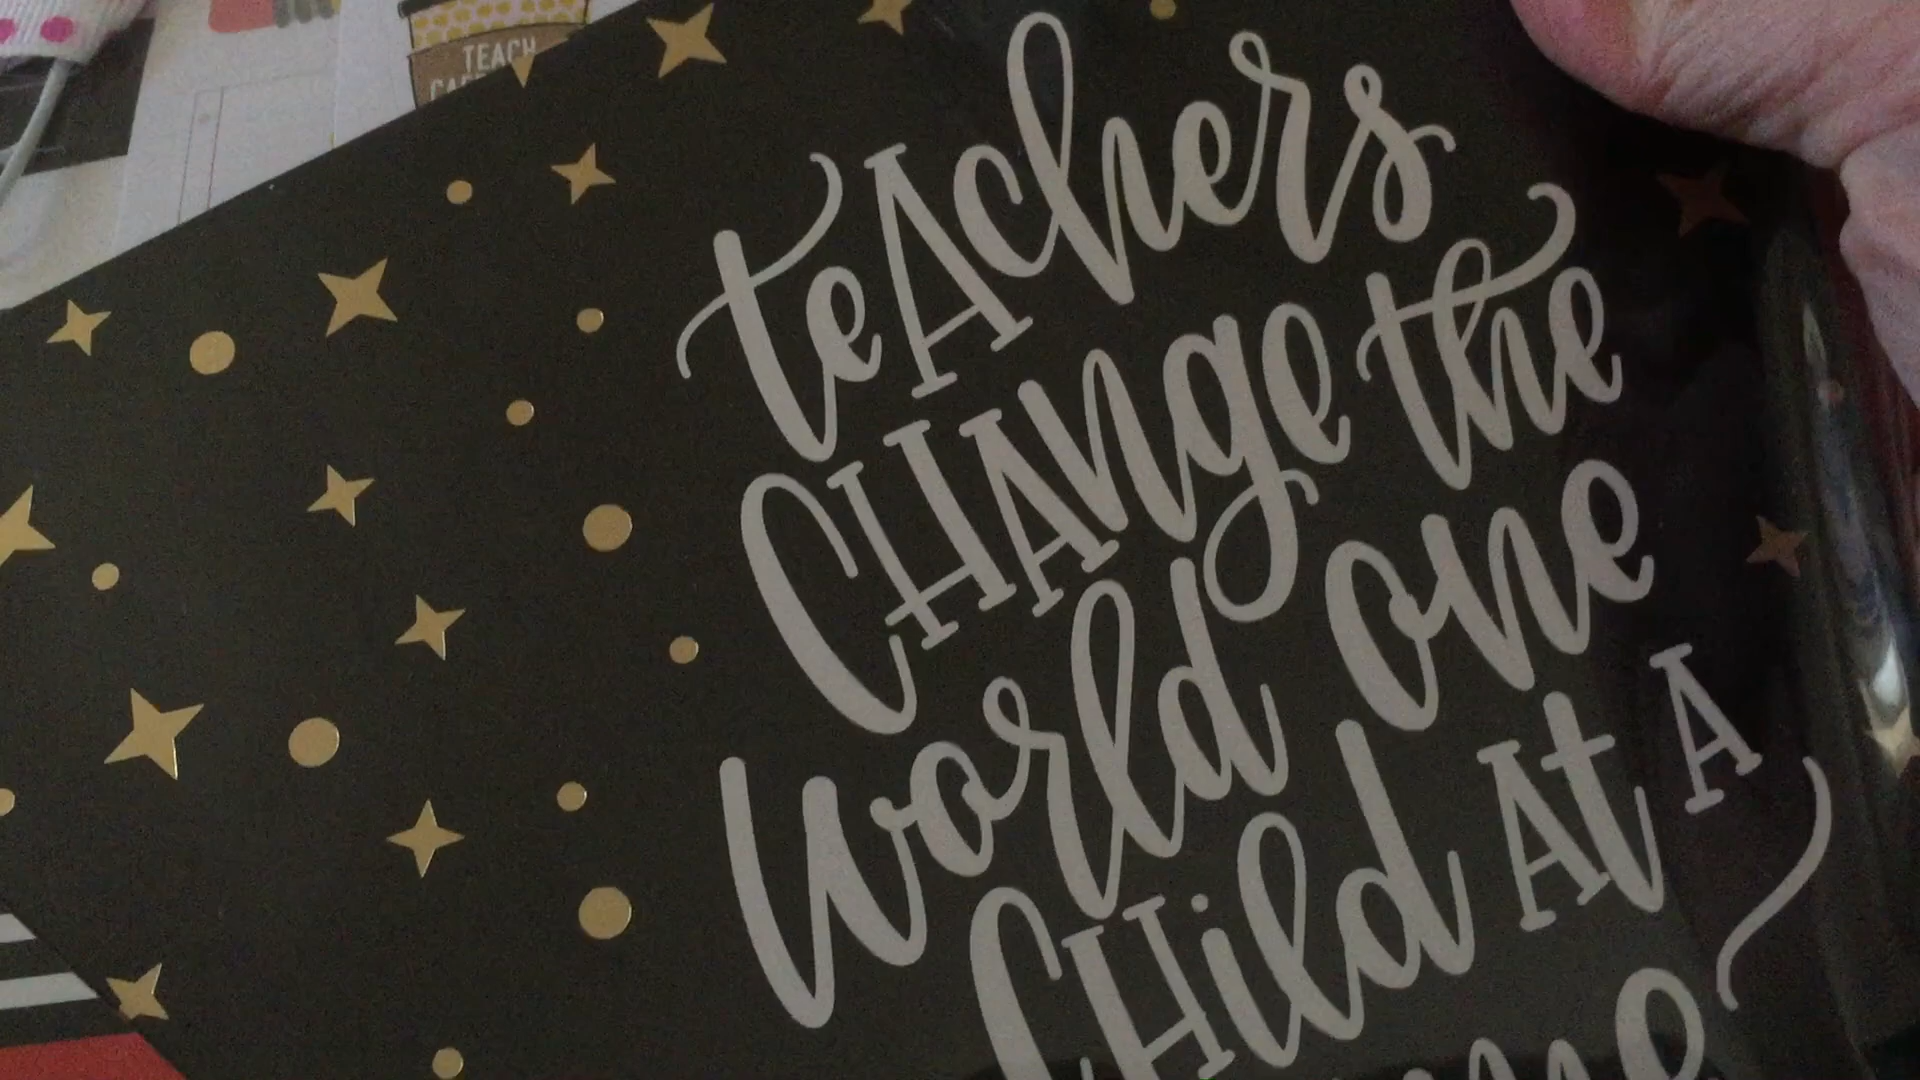 TEACH
teAchers
CHAnge the
World one
CHild At A